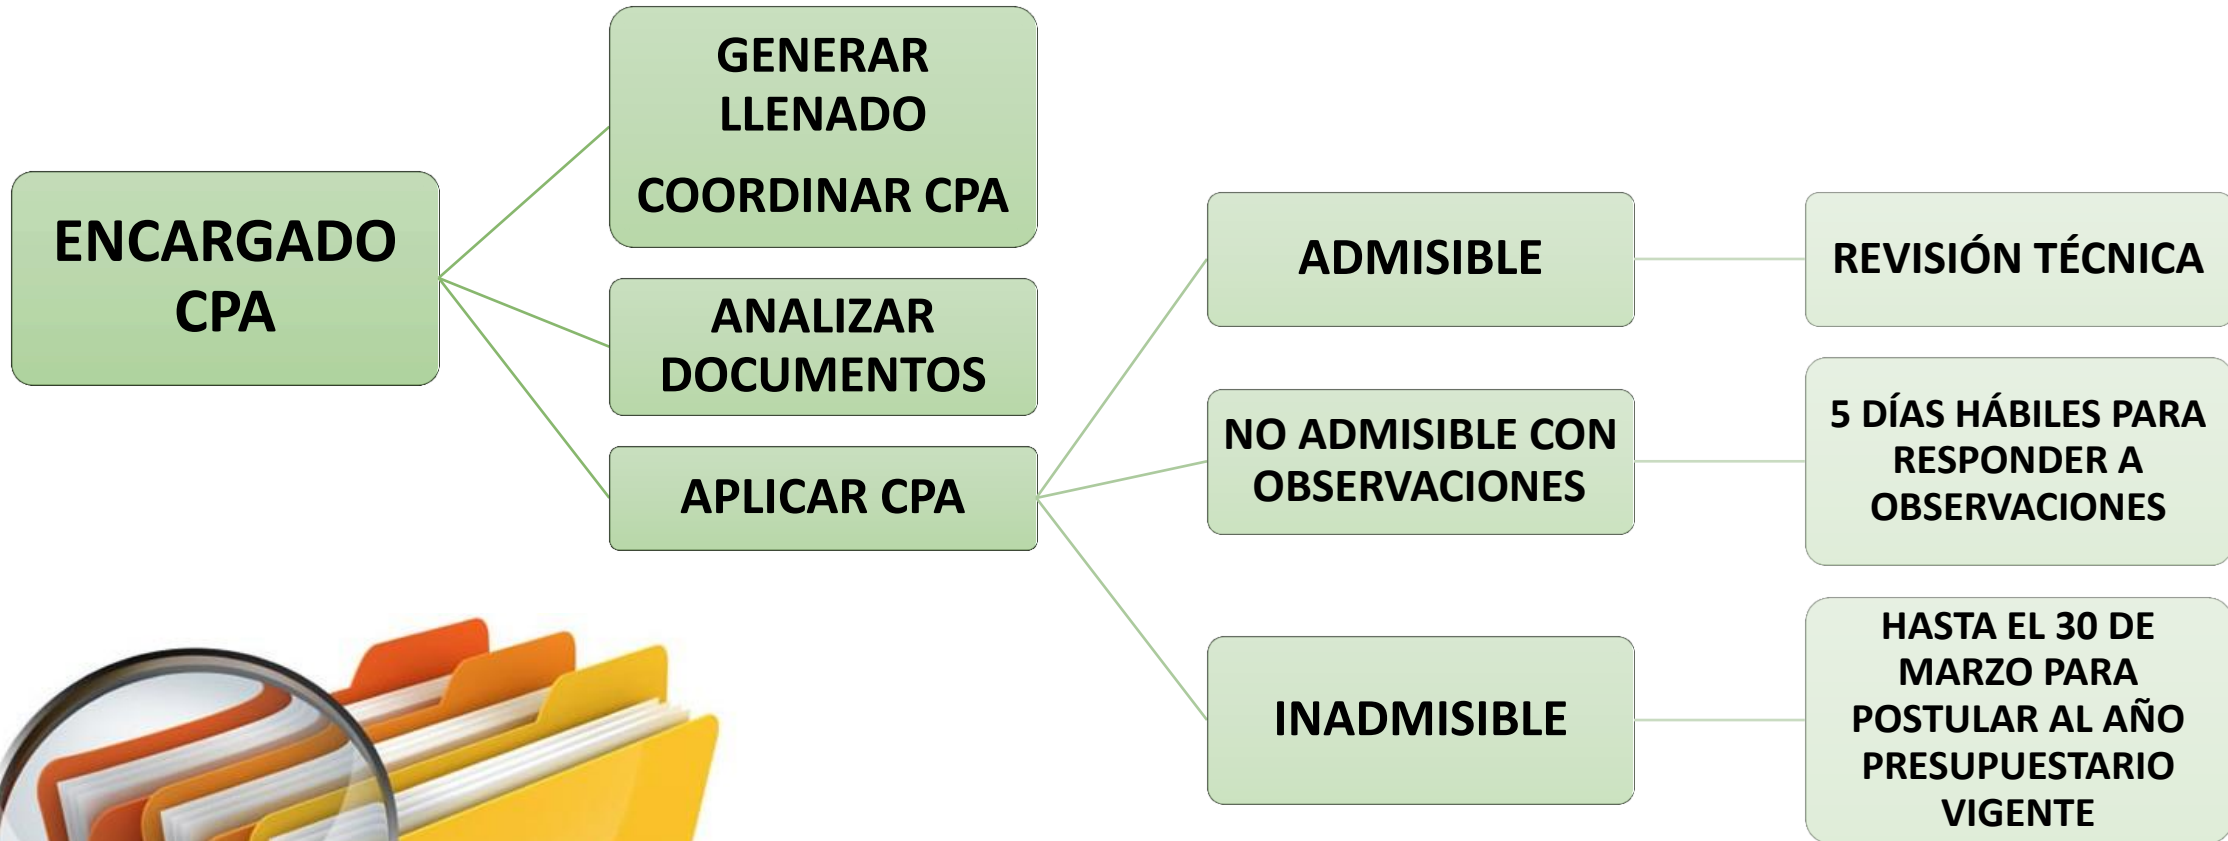 ENCARGADO
CPA
GENERAR
LLENADO
COORDINAR CPA
ANALIZAR
DOCUMENTOS
APLICAR CPA
ADMISIBLE
REVISIÓN TÉCNICA
NO ADMISIBLE CON
OBSERVACIONES
5 DÍAS HÁBILES PARA
RESPONDER A
OBSERVACIONES
INADMISIBLE
HASTA EL 30 DE
MARZO PARA
POSTULAR AL AÑO
PRESUPUESTARIO
VIGENTE